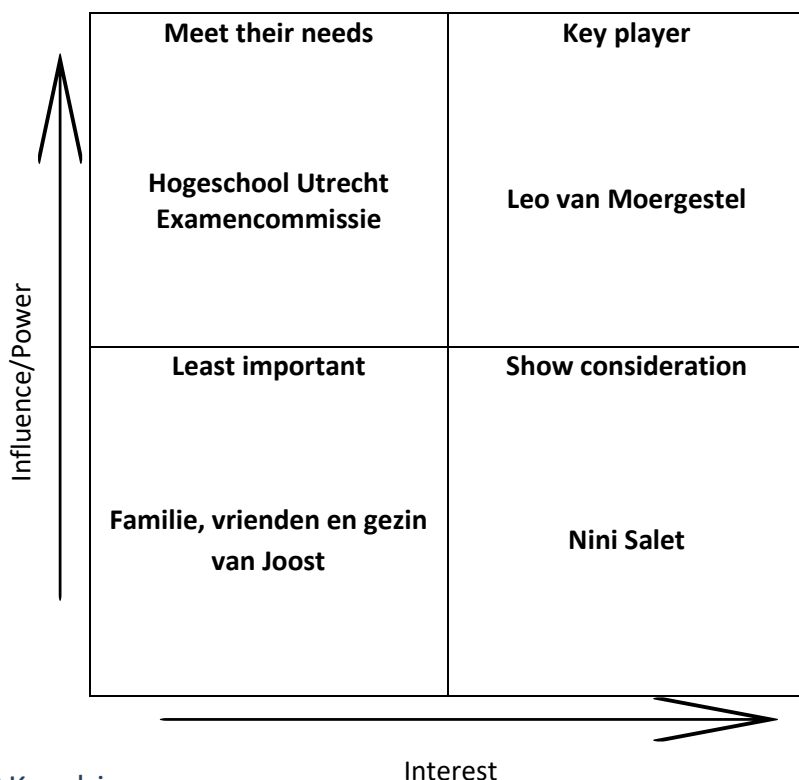 Meet their needs
Key player
Hogeschool Utrecht
Examencommissie
Leo van Moergestel
Influence/Power
Least important
Show consideration
Familie, vrienden en gezin
van Joost
Nini Salet
Interest